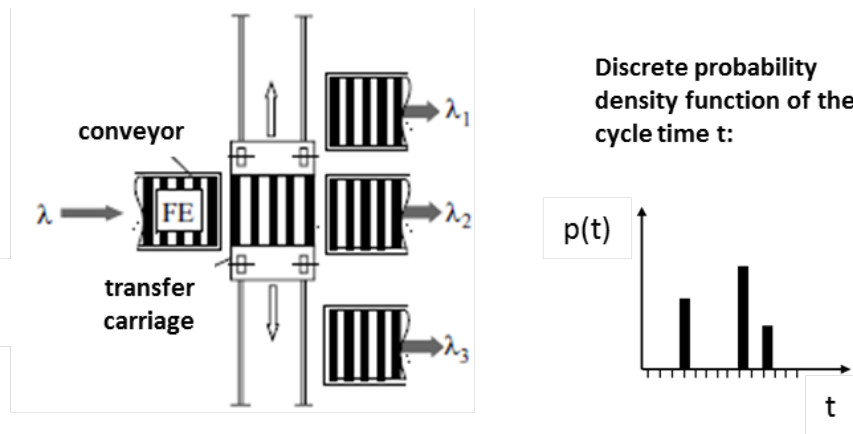 conveyor
λ
FE
transfer
carriage
λ1
λ2
λ3
Discrete probability
density function of the
cycle time t:
p(t)
t